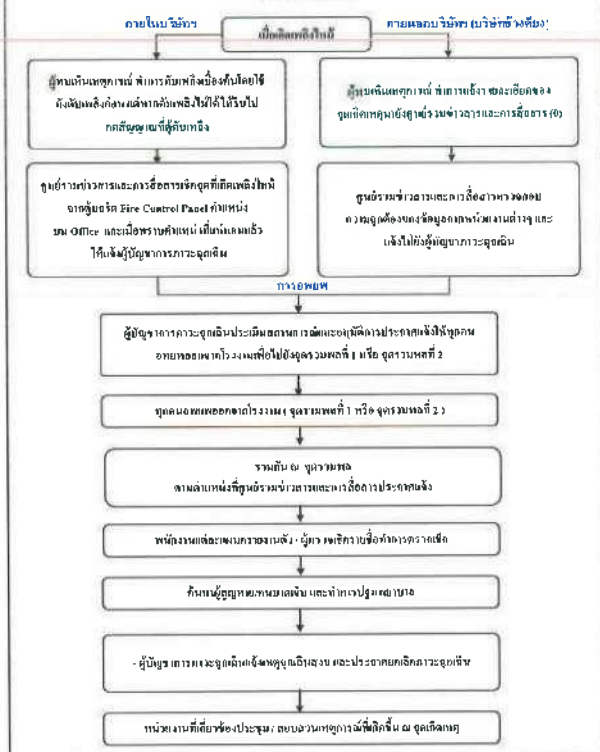 ภายในบริษัทฯ
เมื่อเกิดเพลิงไหม้
ภายนอกบริษัทฯ (บริษัทข้างเคียง)
ผู้พบเห็นเหตุการณ์ ทำการดับเพลิงเบื้องต้นโดยใช้
ถังดับเพลิงก่อน แต่หากดับเพลิงไม่ได้ให้รีบไป
กดสัญญาณที่ตู้ดับเพลิง
ผู้พบเห็นเหตุการณ์ ทำการแจ้งรายละเอียดของ
จุดเกิดเหตุมายังศูนย์รวมข่าวสารและการสื่อสาร (0)
ศูนย์รวมข่าวสารและการสื่อสารเช็คจุดที่เกิดเพลิงไหม้
จากตู้มอนิต Fire Control Panel ตำแหน่ง
บน Office และเมื่อทราบตำแหน่ง
ให้แจ้งผู้บัญชาการภาวะฉุกเฉิน
ศูนย์รวมข่าวสารและการสื่อสารตรวจสอบ
ความถูกต้องของข้อมูลจากหน่วยงานต่างๆ และ
แจ้งไปยังผู้บัญชาภาวะฉุกเฉิน
การอพยพ
ผู้บัญชาการภาวะฉุกเฉินประเมินสถานการณ์และอนุมัติการประกาศแจ้งให้ทุกคน
อพยพออกจากโรงงานเพื่อไปยังจุดรวมพลที่ 1 หรือ จุดรวมพลที่ 2
ทุกคนอพยพออกจากโรงงาน ( จุดรวมพลที่ 1 หรือ จุดรวมพลที่ 2 )
รวมกัน ณ จุดรวมพล
ตามตำแหน่งที่ศูนย์รวมข่าวสารและการสื่อสารประกาศแจ้ง
พนักงานแต่ละ รายงานตัว - ผู้ตรวจเช็ครายชื่อทำการตรวจเช็ค
ค้นหาผู้สูญหาย/คนบาดเจ็บ และทำการปฐมพยาบาล
- ผู้บัญชาการภาวะฉุกเฉินแจ้งเหตุฉุกเฉินสงบ และประกาศยกเลิกภาวะฉุกเฉิน
หน่วยงานที่เกี่ยวข้องประชุม / สอบสวนเหตุการณ์ที่เกิดขึ้น ณ จุดเกิดเหตุ